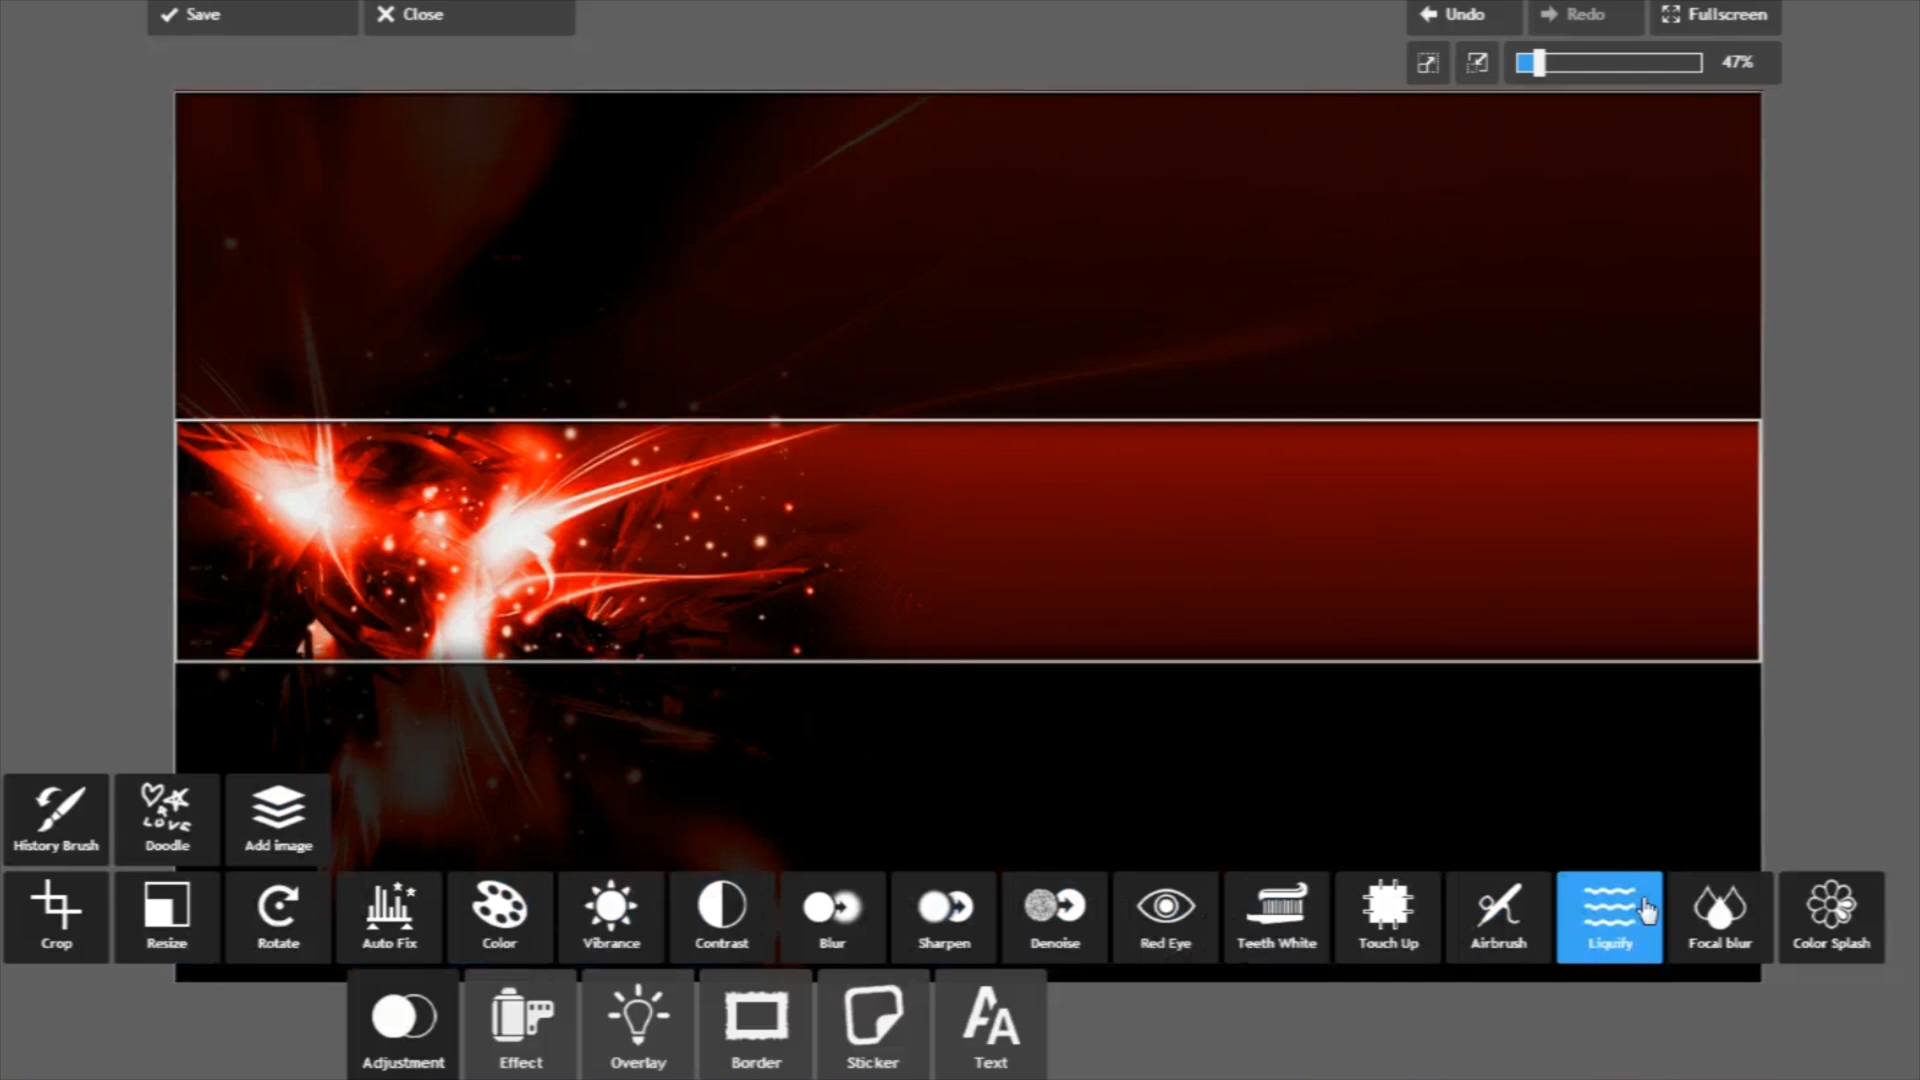 Save
Close
Undo
Redo
Fullscreen
47%
History Brush
Doodle
Add image
Crop
Resize
Rotate
Auto Fix
Color
Vibrance
Contrast
Blur
Sharpen
Denoise
Red Eye
Teeth White
Touch Up
Airbrush
Liquify
Focal blur
Color Splash
Adjustment
Effect
Overlay
Border
Sticker
Text